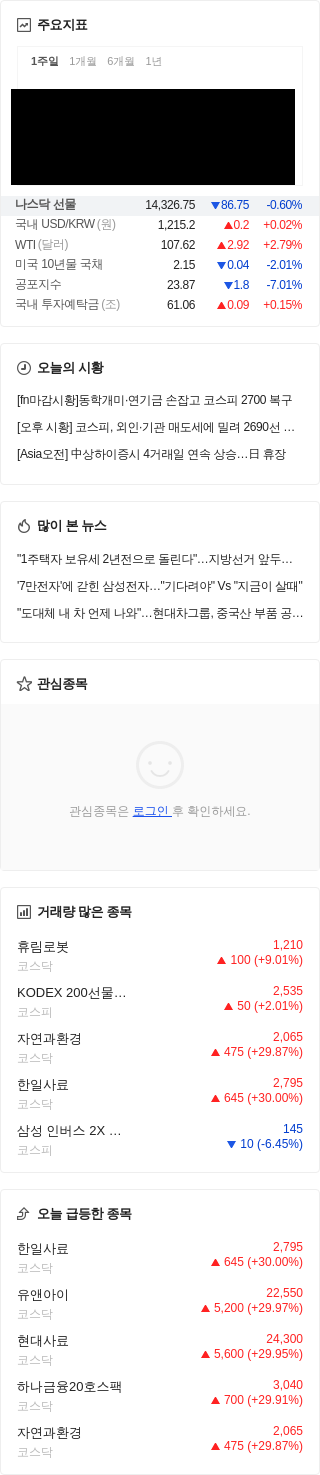 주요지표
1주일 1개월 6개월 1년
나스닥 선물 14,326.75 ▼86.75 -0.60%
국내 USD/KRW (원) 1,215.2 ▲0.2 +0.02%
WTI (달러) 107.62 ▲2.92 +2.79%
미국 10년물 국채 2.15 ▼0.04 -2.01%
공포지수 23.87 ▼1.8 -7.01%
국내 투자예탁금 (조) 61.06 ▲0.09 +0.15%
오늘의 시황
[fn마감시황]동학개미·연기금 손잡고 코스피 2700 복구
[오후 시황] 코스피, 외인·기관 매도세에 밀려 2690선 …
[Asia오전] 中상하이증시 4거래일 연속 상승…日 휴장
많이 본 뉴스
"1주택자 보유세 2년전으로 돌린다"…지방선거 앞두…
'7만전자'에 갇힌 삼성전자…"기다려야" Vs "지금이 살때"
"도대체 내 차 언제 나와"…현대차그룹, 중국산 부품 공…
관심종목
관심종목은 로그인 후 확인하세요.
거래량 많은 종목
휴림로봇 1,210
코스닥 ▲ 100 (+9.01%)
KODEX 200선물… 2,535
코스피 ▲ 50 (+2.01%)
자연과환경 2,065
코스닥 ▲ 475 (+29.87%)
한일사료 2,795
코스닥 ▲ 645 (+30.00%)
삼성 인버스 2X … 145
코스피 ▼ 10 (-6.45%)
오늘 급등한 종목
한일사료 2,795
코스닥 ▲ 645 (+30.00%)
유앤아이 22,550
코스닥 ▲ 5,200 (+29.97%)
현대사료 24,300
코스닥 ▲ 5,600 (+29.95%)
하나금융20호스팩 3,040
코스닥 ▲ 700 (+29.91%)
자연과환경 2,065
코스닥 ▲ 475 (+29.87%)